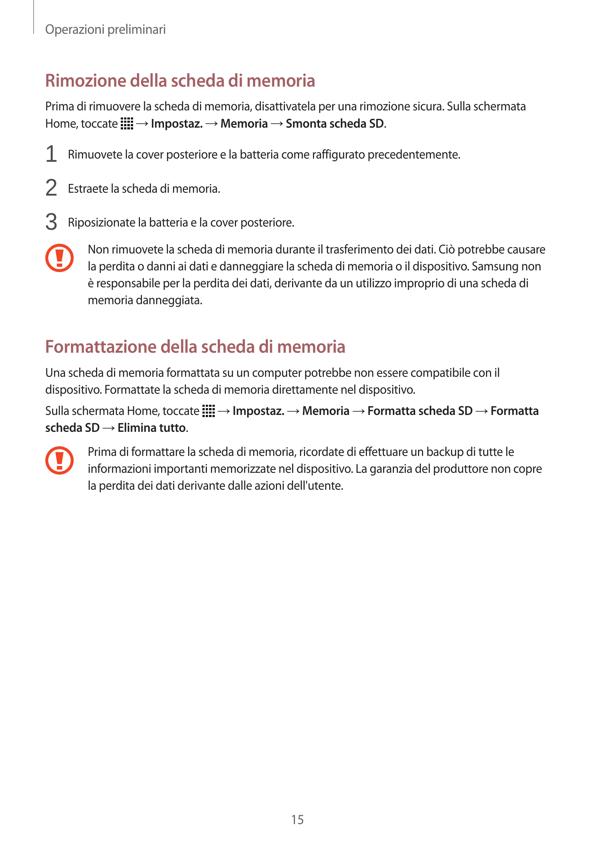 Operazioni preliminari
Rimozione della scheda di memoria
Prima di rimuovere la scheda di memoria, disattivatela per una rimozione sicura. Sulla schermata
Home, toccate → Impostaz. → Memoria → Smonta scheda SD.
1 Rimuovete la cover posteriore e la batteria come raffigurato precedentemente.
2 Estraete la scheda di memoria.
3 Riposizionate la batteria e la cover posteriore.
Non rimuovete la scheda di memoria durante il trasferimento dei dati. Ciò potrebbe causare
la perdita o danni ai dati e danneggiare la scheda di memoria o il dispositivo. Samsung non
è responsabile per la perdita dei dati, derivante da un utilizzo improprio di una scheda di
memoria danneggiata.
Formattazione della scheda di memoria
Una scheda di memoria formattata su un computer potrebbe non essere compatibile con il
dispositivo. Formattate la scheda di memoria direttamente nel dispositivo.
Sulla schermata Home, toccate → Impostaz. → Memoria → Formatta scheda SD → Formatta
scheda SD → Elimina tutto.
Prima di formattare la scheda di memoria, ricordate di effettuare un backup di tutte le
informazioni importanti memorizzate nel dispositivo. La garanzia del produttore non copre
la perdita dei dati derivante dalle azioni dell'utente.
15